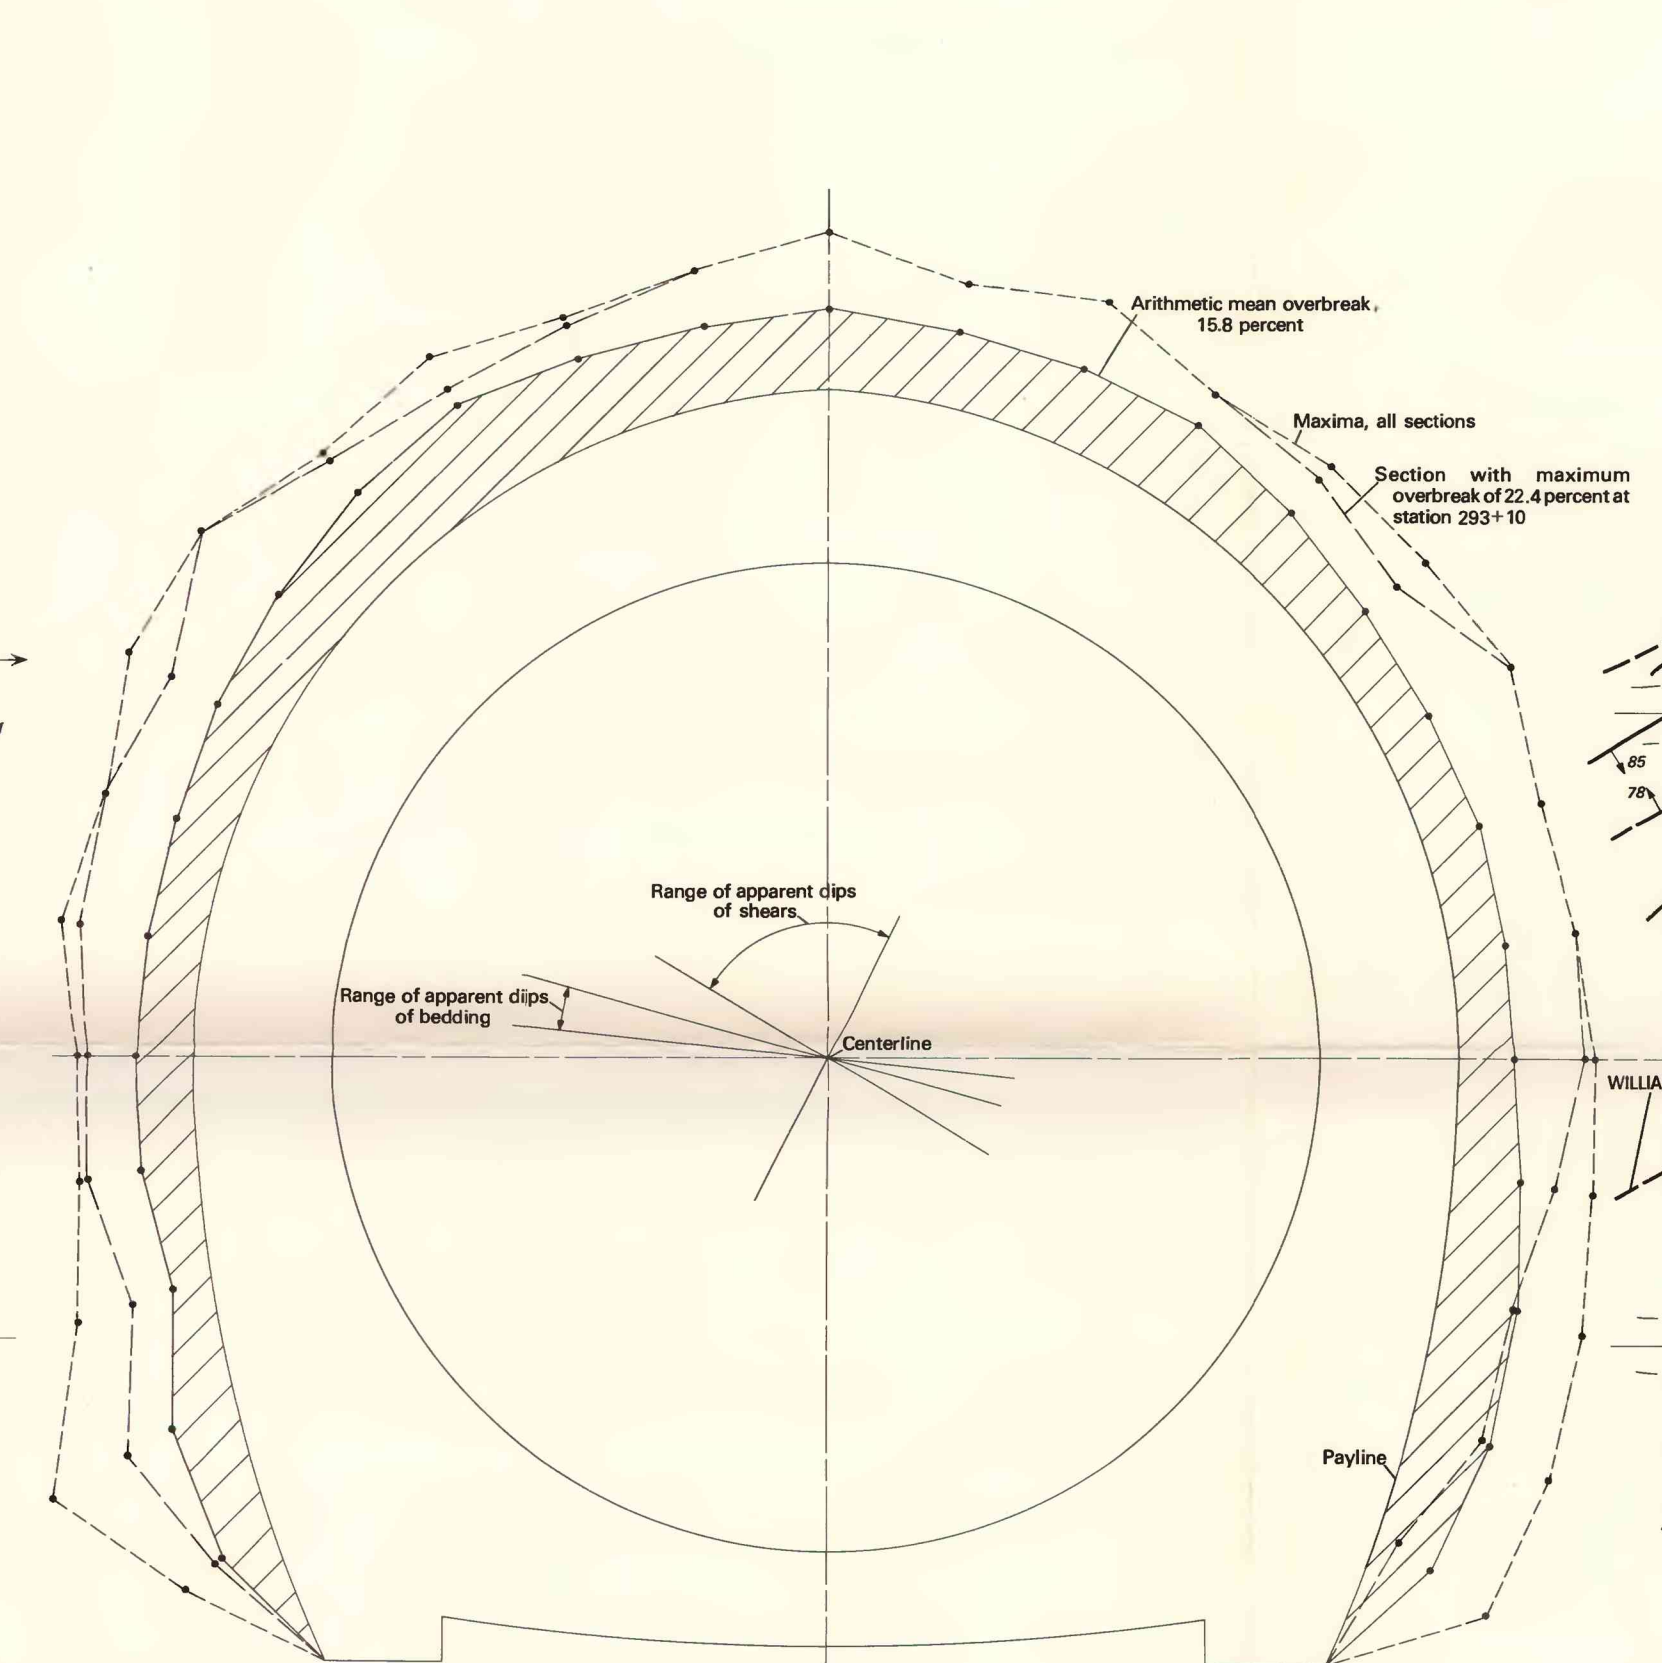 Arithmetic mean overbreak
15.8 percent
Maxima, all sections
Section with maximum
overbreak of 22.4 percent at
station 293+10
85
78
Range of apparent dips
of shears
Range of apparent diips
of bedding
Centerline
WILLIA
Payline